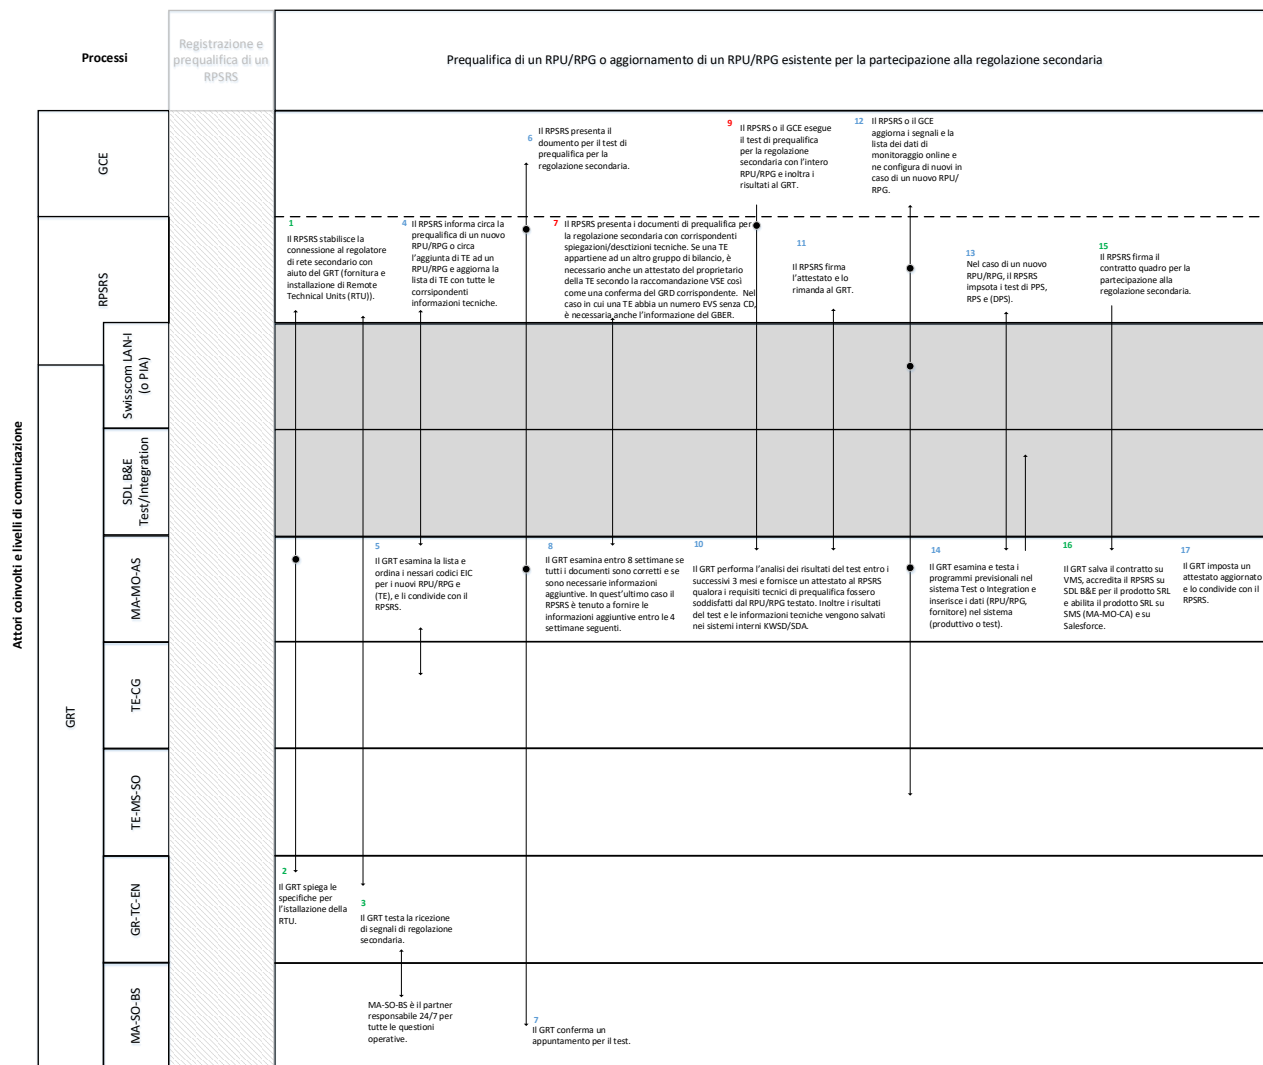 Processi
Registrazione e
prequalifica di un
RPSRS
Prequalifica di un RPU/RPG o aggiornamento di un RPU/RPG esistente per la partecipazione alla regolazione secondaria
Attori coinvolti e livelli di comunicazione
GCE
6
Il RPSRS presenta il
doumento per il test di
prequalifica per la
regolazione secondaria.
9
Il RPSRS o il GCE esegue
il test di prequalifica
per la regolazione
secondaria con l'intero
RPU/RPG e inoltra i
risultati al GRT.
12
Il RPSRS o il GCE
aggiorna i segnali e la
lista dei dati di
monitoraggio online e
ne configura di nuovi in
caso di un nuovo RPU/
RPG.
RPSRS
1
Il RPSRS stabilisce la
connessione al regolatore
di rete secondario con
aiuto del GRT (fornitura e
installazione di Remote
Technical Units (RTU)).
4
Il RPSRS informa circa la
prequalifica di un nuovo
RPU/RPG o circa
l'aggiunta di TE ad un
RPU/RPG e aggiorna la
lista di TE con tutte le
corrsipondenti
informazioni tecniche.
7
Il RPSRS presenta i documenti di prequalifica per
la regolazione secondaria con corrispondenti
spiegazioni/desctizioni tecniche. Se una TE
appartiene ad un altro gruppo di bilancio, è
necessario anche un attestato del proprietario
della TE secondo la raccomandazione VSE così
come una conferma del GRD corrispondente. Nel
caso in cui una TE abbia un numero EVS senza CD,
è necessaria anche l'informazione del GBER.
11
Il RPSRS firma
l'attestato e lo
rimanda al GRT.
13
Nel caso di un nuovo
RPU/RPG, il RPSRS
impsota i test di PPS,
RPS e (DPS).
15
Il RPSRS firma il
contratto quadro per la
partecipazione alla
regolazione secondaria.
GRT
Swisscom LAN-I
(o PIA)
SDL B&E
Test/Integration
MA-MO-AS
5
Il GRT esamina la lista e
ordina i nessari codici EIC
per i nuovi RPU/RPG e
(TE), e li condivide con il
RPSRS.
8
Il GRT esamina entro 8 settimane se
tutti i documenti sono corretti e se
sono necessarie informazioni
aggiuntive. In quest'ultimo caso il
RPSRS è tenuto a fornire le
informazioni aggiuntive entro le 4
settimane seguenti.
10
Il GRT performa l'analisi dei risultati del test entro i
successivi 3 mesi e fornisce un attestato al RPSRS
qualora i requisiti tecnici di prequalifica fossero
soddisfatti dal RPU/RPG testato. Inoltre i risultati
del test e le informazioni tecniche vengono salvati
nei sistemi interni KWSD/SDA.
14
Il GRT examina e testa i
programmi previsionali nel
sistema Test o Integration e
inserisce i dati (RPU/RPG,
fornitore) nel sistema
(produttivo o test).
16
Il GRT salva il contratto su
VMS, accredita il RPSRS su
SDL B&E per il prodotto SRL
e abilita il prodotto SRL su
SMS (MA-MO-CA) e su
Salesforce.
17
Il GRT imposta un
attestato aggiornato
e lo condivide con il
RPSRS.
TE-CG
TE-MS-SO
GR-TC-EN
2
Il GRT spiega le
specifiche per
l'istallazione della
RTU.
3
Il GRT testa la ricezione
di segnali di regolazione
secondaria.
MA-SO-BS
MA-SO-BS è il partner
responsabile 24/7 per
tutte le questioni
operative.
7
Il GRT conferma un
appuntamento per il test.